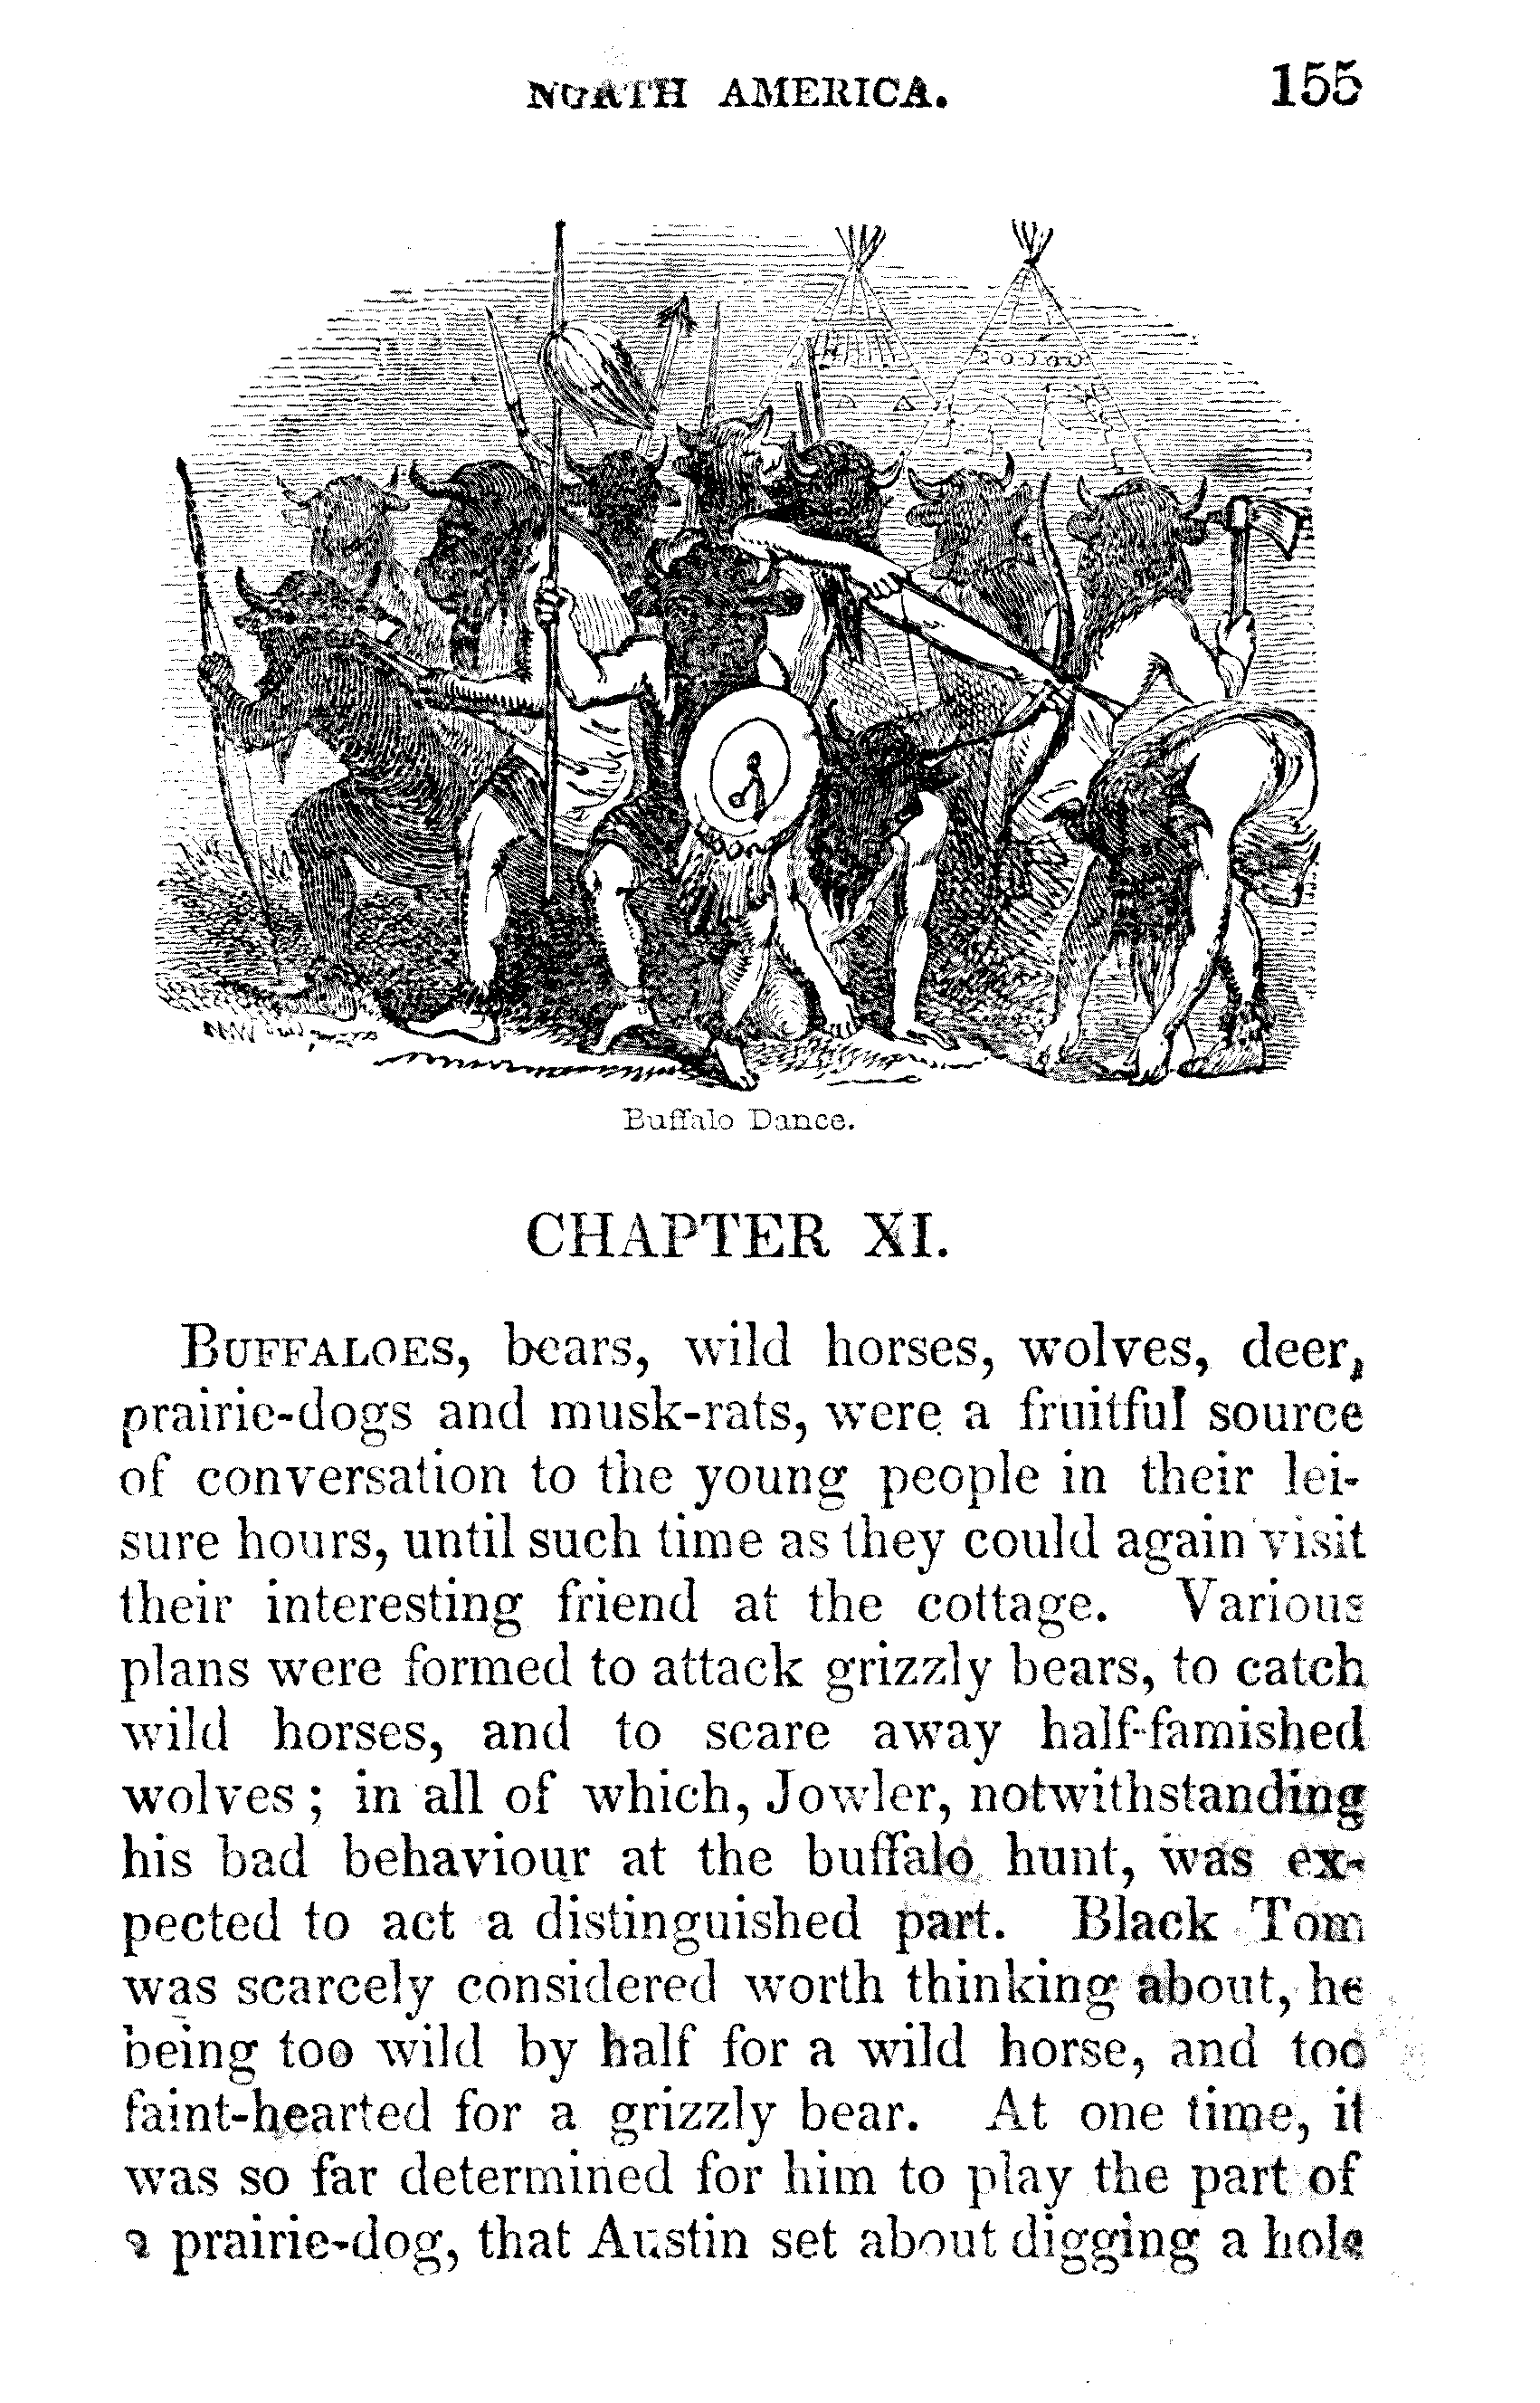 NORTH AMERICA. 155
Buffalo Dance.
CHAPTER XI.
BUFFALOES, bears, wild horses, wolves, deer,
prairie-dogs and musk-rats, were a fruitful source
of conversation to the young people in their lei-
sure hours, until such time as they could again visit
their interesting friend at the cottage. Various
plans were formed to attack grizzly bears, to catch
wild horses, and to scare away half-famished
wolves; in all of which, Jowler, notwithstanding
his bad behaviour at the buffalo hunt, was ex-
pected to act a distinguished part. Black Tom
was scarcely considered worth thinking about, he
being too wild by half for a wild horse, and too
faint-hearted for a grizzly bear. At one time, it
was so far determined for him to play the part of
a prairie-dog, that Austin set about digging a hole